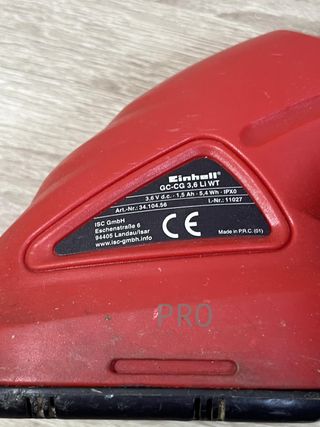 Einhell
GC-CG 3,6 Li WT
3.6 V d.c. · 1,5 Ah · 5,4 Wh · IPX0
Art.-Nr.: 34.104.56 I.-Nr.: 11027
ISC GmbH
Eschenstraße 6
94405 Landau/Isar
www.isc-gmbh.info
CE
Made in P.R.C. (01)
PRO